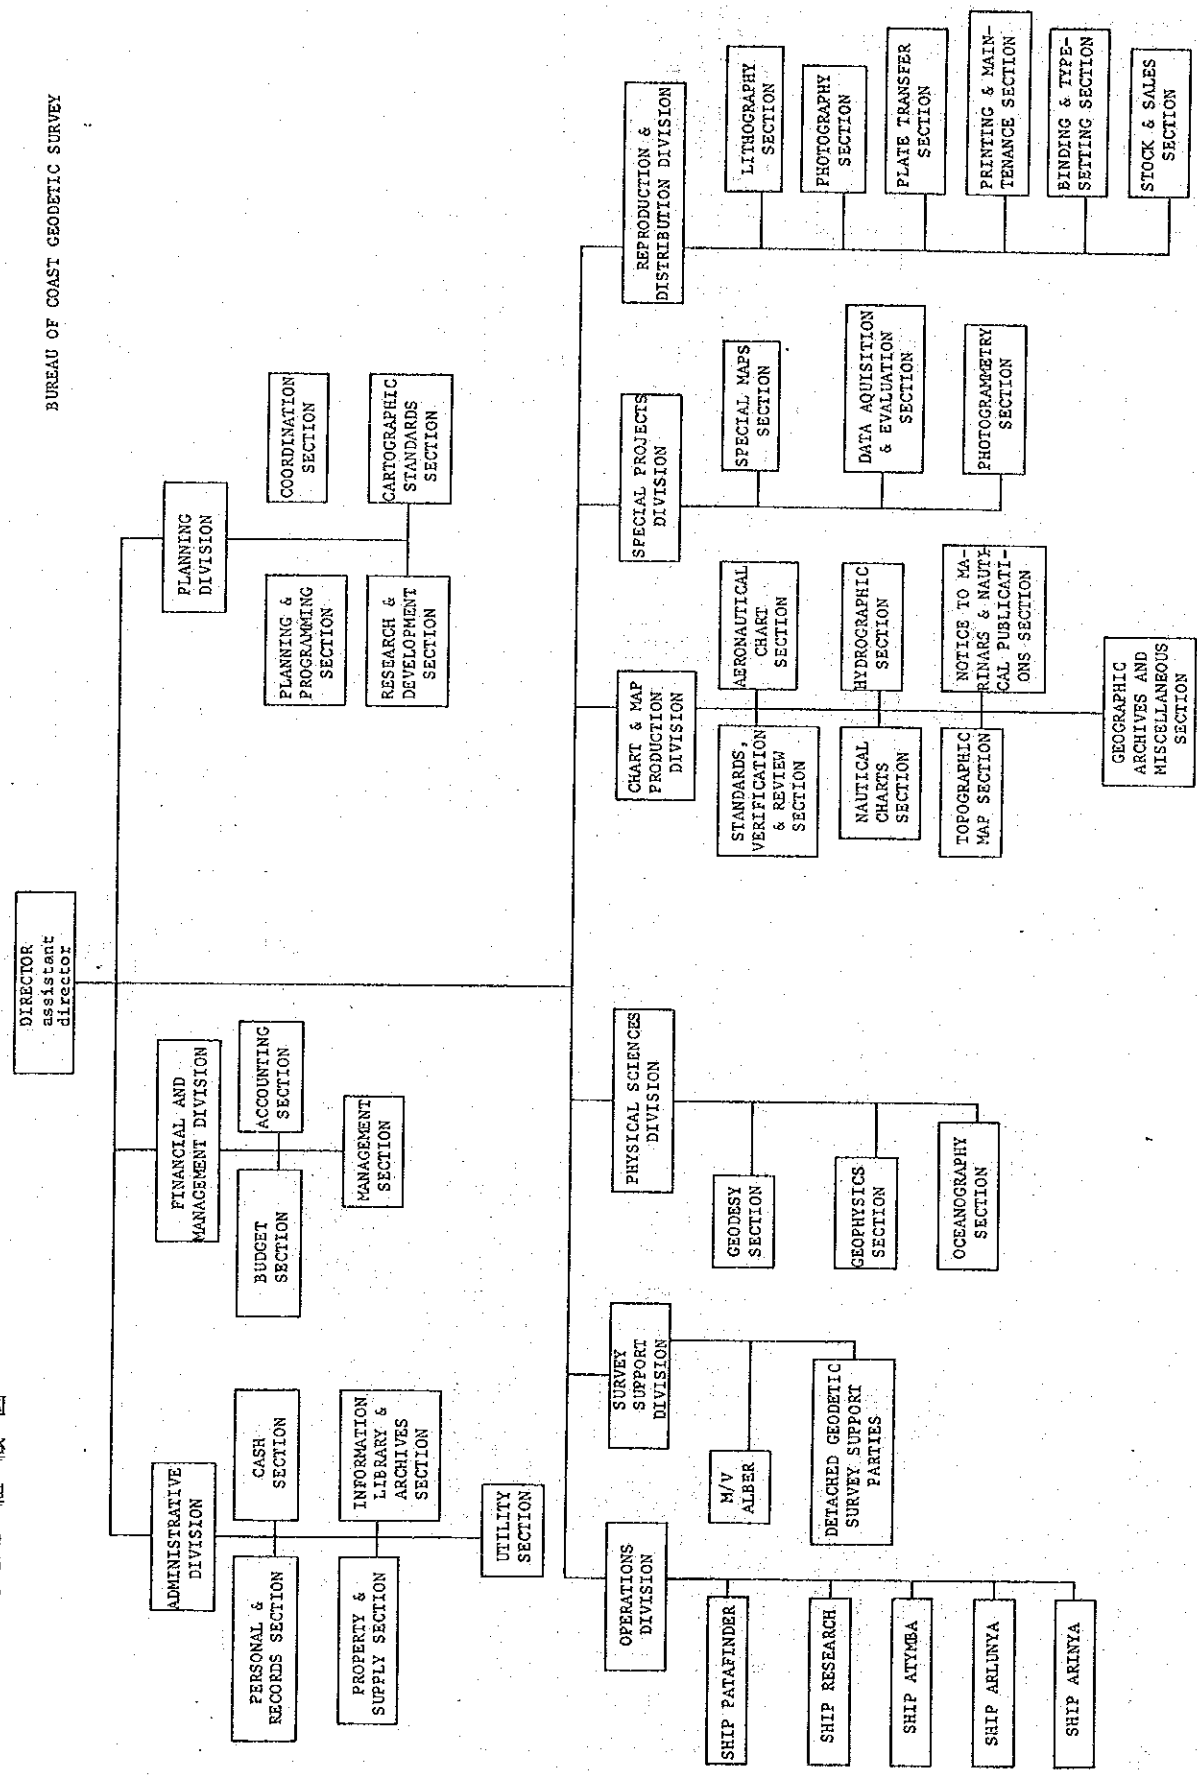 BUREAU OF COAST GEODETIC SURVEY
DIRECTOR
assistant
director
ADMINISTRATIVE
DIVISION
PERSONAL &
RECORDS SECTION
CASH
SECTION
PROPERTY &
SUPPLY SECTION
INFORMATION
LIBRARY &
ARCHIVES
SECTION
UTILITY
SECTION
FINANCIAL AND
MANAGEMENT DIVISION
BUDGET
SECTION
ACCOUNTING
SECTION
MANAGEMENT
SECTION
PLANNING
DIVISION
PLANNING &
PROGRAMMING
SECTION
COORDINATION
SECTION
RESEARCH &
DEVELOPMENT
SECTION
CARTOGRAPHIC
STANDARDS
SECTION
OPERATIONS
DIVISION
SHIP PATAFINDER
SHIP RESEARCH
SHIP ATYMBA
SHIP ARLUNYA
SHIP ARINYA
SURVEY
SUPPORT
DIVISION
M/V
ALBER
DETACHED GEODETIC
SURVEY SUPPORT
PARTIES
PHYSICAL SCIENCES
DIVISION
GEODESY
SECTION
GEOPHYSICS
SECTION
OCEANOGRAPHY
SECTION
CHART & MAP
PRODUCTION
DIVISION
STANDARDS,
VERIFICATION
& REVIEW
SECTION
AERONAUTICAL
CHART
SECTION
NAUTICAL
CHARTS
SECTION
HYDROGRAPHIC
SECTION
TOPOGRAPHIC
MAP SECTION
NOTICE TO MA-
RINARS & NAUTI-
CAL PUBLICATI-
ONS SECTION
GEOGRAPHIC
ARCHIVES AND
MISCELLANEOUS
SECTION
SPECIAL PROJECTS
DIVISION
SPECIAL MAPS
SECTION
DATA AQUISITION
& EVALUATION
SECTION
PHOTOGRAMMETRY
SECTION
REPRODUCTION &
DISTRIBUTION DIVISION
LITHOGRAPHY
SECTION
PHOTOGRAPHY
SECTION
PLATE TRANSFER
SECTION
PRINTING & MAIN-
TENANCE SECTION
BINDING & TYPE-
SETTING SECTION
STOCK & SALES
SECTION